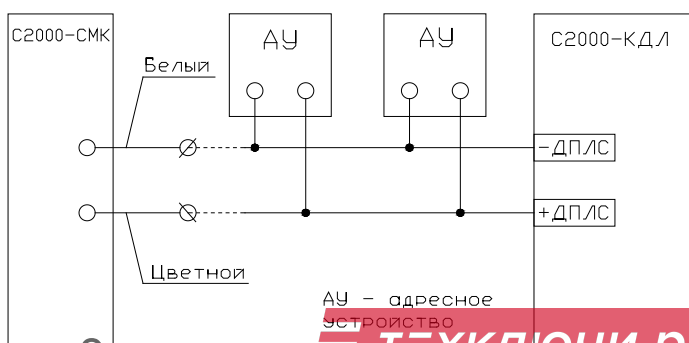 С2000-СМК
АУ
АУ
С2000-КДЛ
Белый
-ДПЛС
+ДПЛС
Цветной
АУ - адресное
устройство